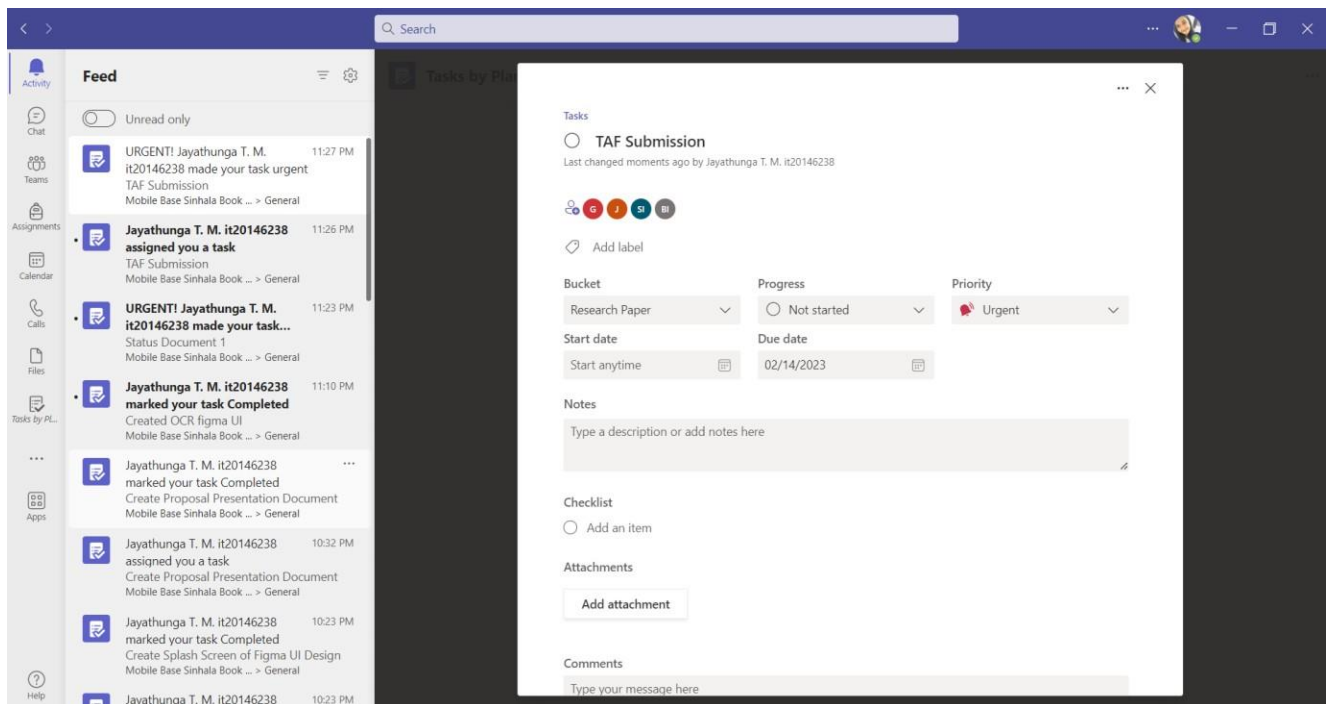 Search
Activity
Chat
Teams
Assignments
Calendar
Calls
Files
Tasks by Pl...
Apps
Help
Feed
Unread only
URGENT! Jayathunga T. M. 11:27 PM
it20146238 made your task urgent
TAF Submission
Mobile Base Sinhala Book ... > General
Jayathunga T. M. it20146238 11:26 PM
assigned you a task
TAF Submission
Mobile Base Sinhala Book ... > General
URGENT! Jayathunga T. M. 11:23 PM
it20146238 made your task...
Status Document 1
Mobile Base Sinhala Book ... > General
Jayathunga T. M. it20146238 11:10 PM
marked your task Completed
Created OCR figma UI
Mobile Base Sinhala Book ... > General
Jayathunga T. M. it20146238 ...
marked your task Completed
Create Proposal Presentation Document
Mobile Base Sinhala Book ... > General
Jayathunga T. M. it20146238 10:32 PM
assigned you a task
Create Proposal Presentation Document
Mobile Base Sinhala Book ... > General
Jayathunga T. M. it20146238 10:23 PM
marked your task Completed
Create Splash Screen of Figma UI Design
Mobile Base Sinhala Book ... > General
Jayathunga T. M. it20146238 10:23 PM
Tasks by Plan
Tasks
TAF Submission
Last changed moments ago by Jayathunga T. M. it20146238
G J SI BI
Add label
Bucket Progress Priority
Research Paper Not started Urgent
Start date Due date
Start anytime 02/14/2023
Notes
Type a description or add notes here
Checklist
Add an item
Attachments
Add attachment
Comments
Type your message here